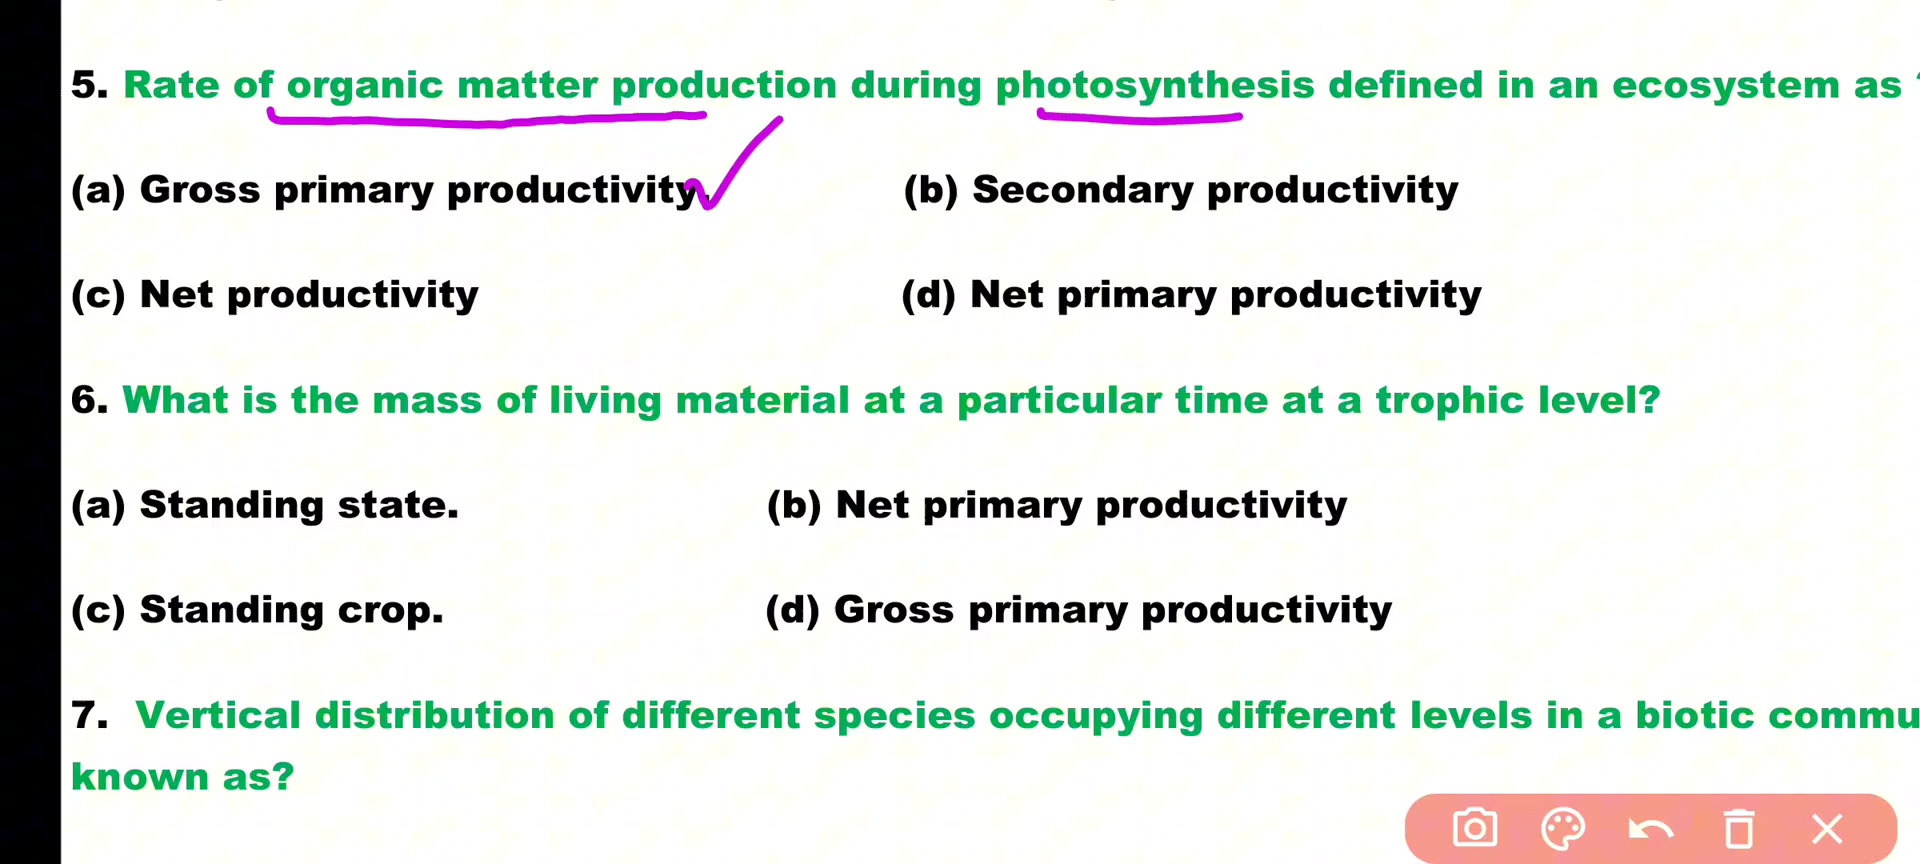 5. Rate of organic matter production during photosynthesis defined in an ecosystem as
(a) Gross primary productivity. (b) Secondary productivity
(c) Net productivity (d) Net primary productivity
6. What is the mass of living material at a particular time at a trophic level?
(a) Standing state. (b) Net primary productivity
(c) Standing crop. (d) Gross primary productivity
7. Vertical distribution of different species occupying different levels in a biotic commu
known as?